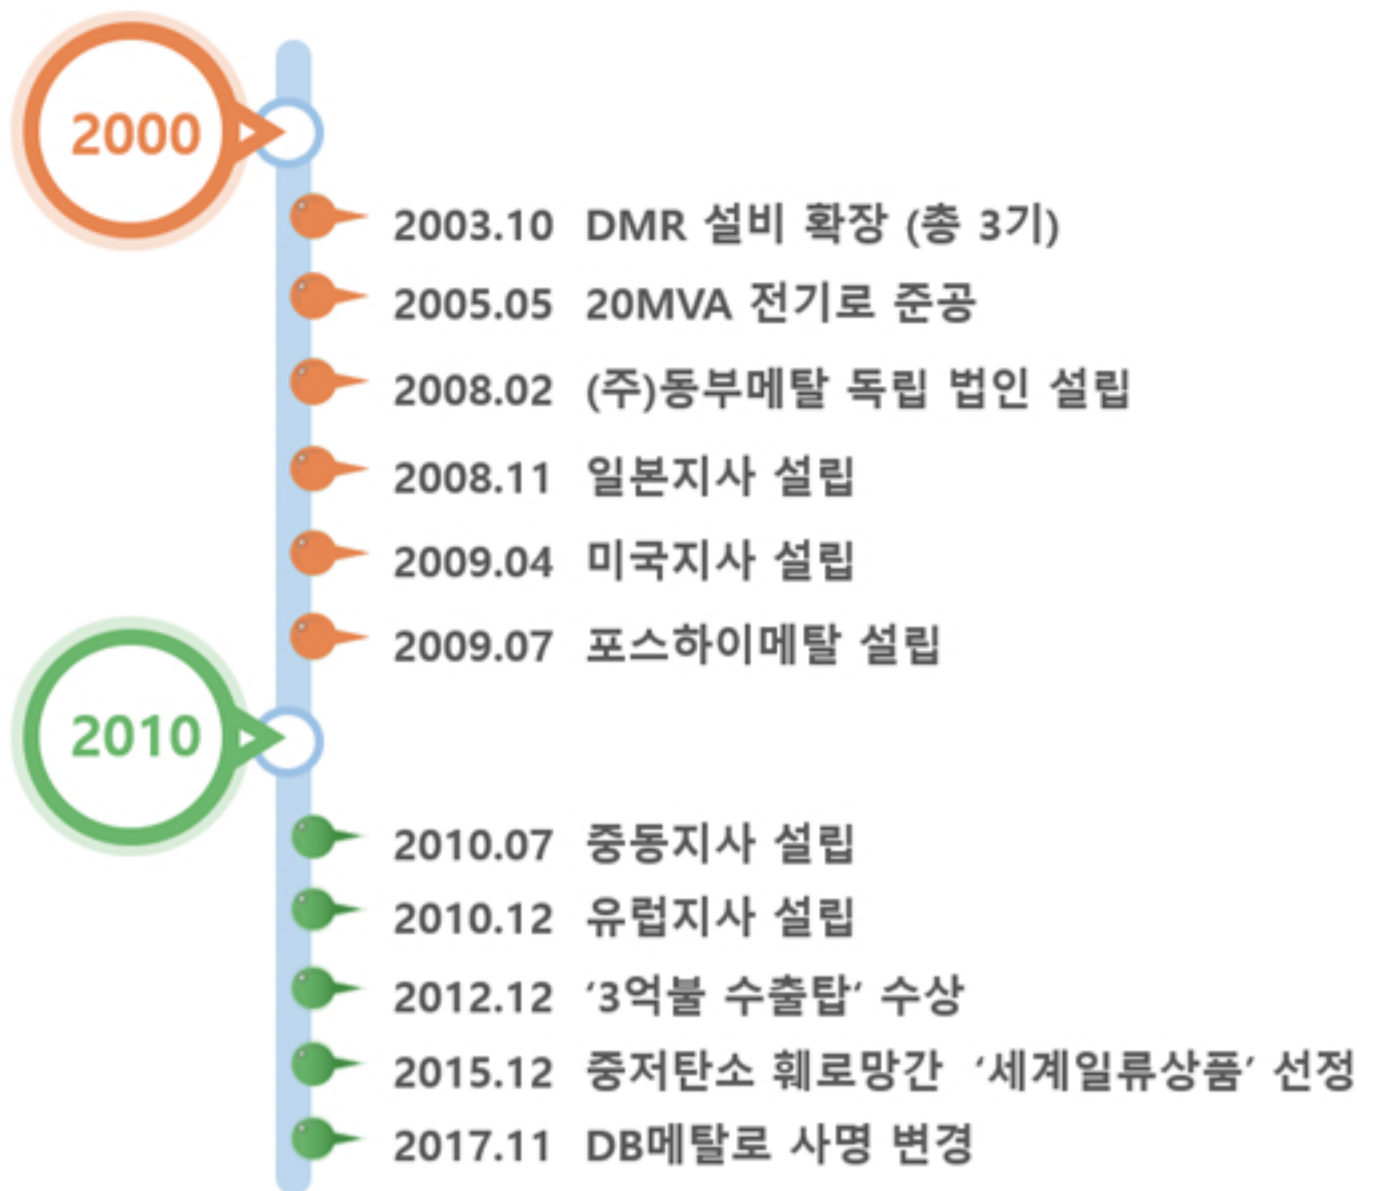 2000
2003.10 DMR 설비 확장 (총 3기)
2005.05 20MVA 전기로 준공
2008.02 (주)동부메탈 독립 법인 설립
2008.11 일본지사 설립
2009.04 미국지사 설립
2009.07 포스하이메탈 설립
2010
2010.07 중동지사 설립
2010.12 유럽지사 설립
2012.12 ‘3억불 수출탑’ 수상
2015.12 중저탄소 훼로망간 ‘세계일류상품’ 선정
2017.11 DB메탈로 사명 변경